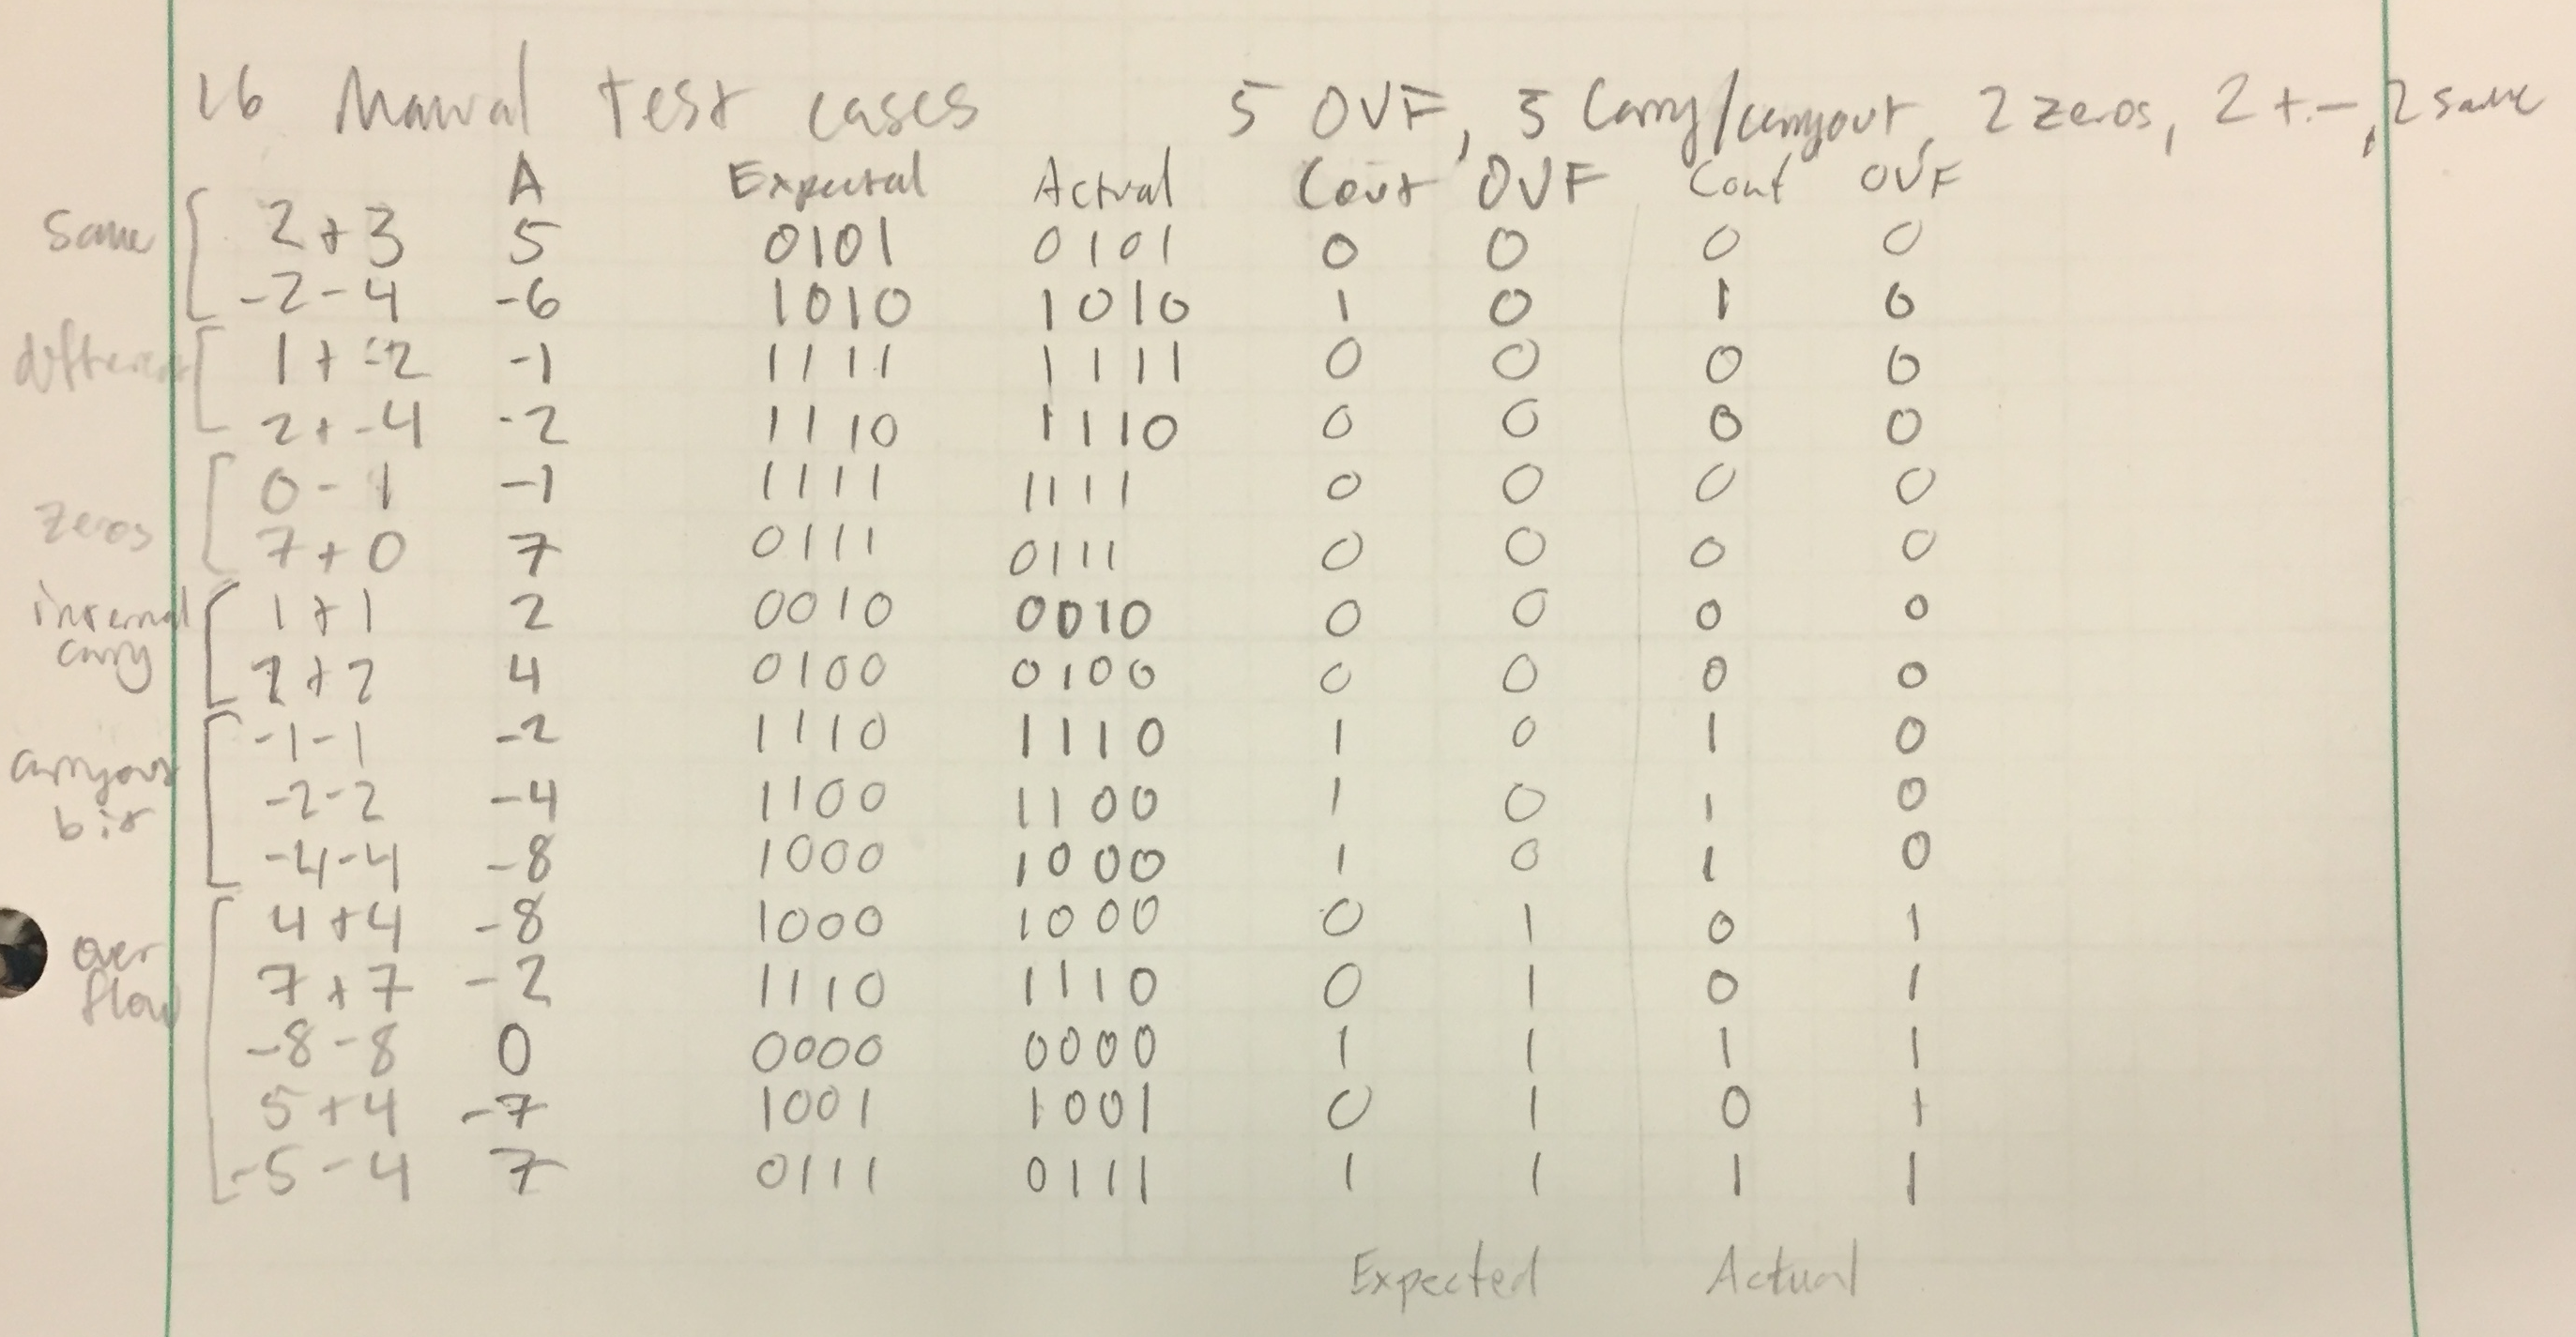 16 Manual test cases 5 OVF, 5 Carry/carryout, 2 zeros, 2 +-, 2 same
A Expected Actual Cout OVF Cout OVF
same 2+3 5 0101 0101 0 0 0 0
-2-4 -6 1010 1010 1 0 1 0
different 1+-2 -1 1111 1111 0 0 0 0
2+-4 -2 1110 1110 0 0 0 0
zeros 0-1 -1 1111 1111 0 0 0 0
7+0 7 0111 0111 0 0 0 0
internal carry 1+1 2 0010 0010 0 0 0 0
2+2 4 0100 0100 0 0 0 0
carryout bit -1-1 -2 1110 1110 1 0 1 0
-2-2 -4 1100 1100 1 0 1 0
-4-4 -8 1000 1000 1 0 1 0
over flow 4+4 -8 1000 1000 0 1 0 1
7+7 -2 1110 1110 0 1 0 1
-8-8 0 0000 0000 1 1 1 1
5+4 -7 1001 1001 0 1 0 1
-5-4 7 0111 0111 1 1 1 1
Expected Actual